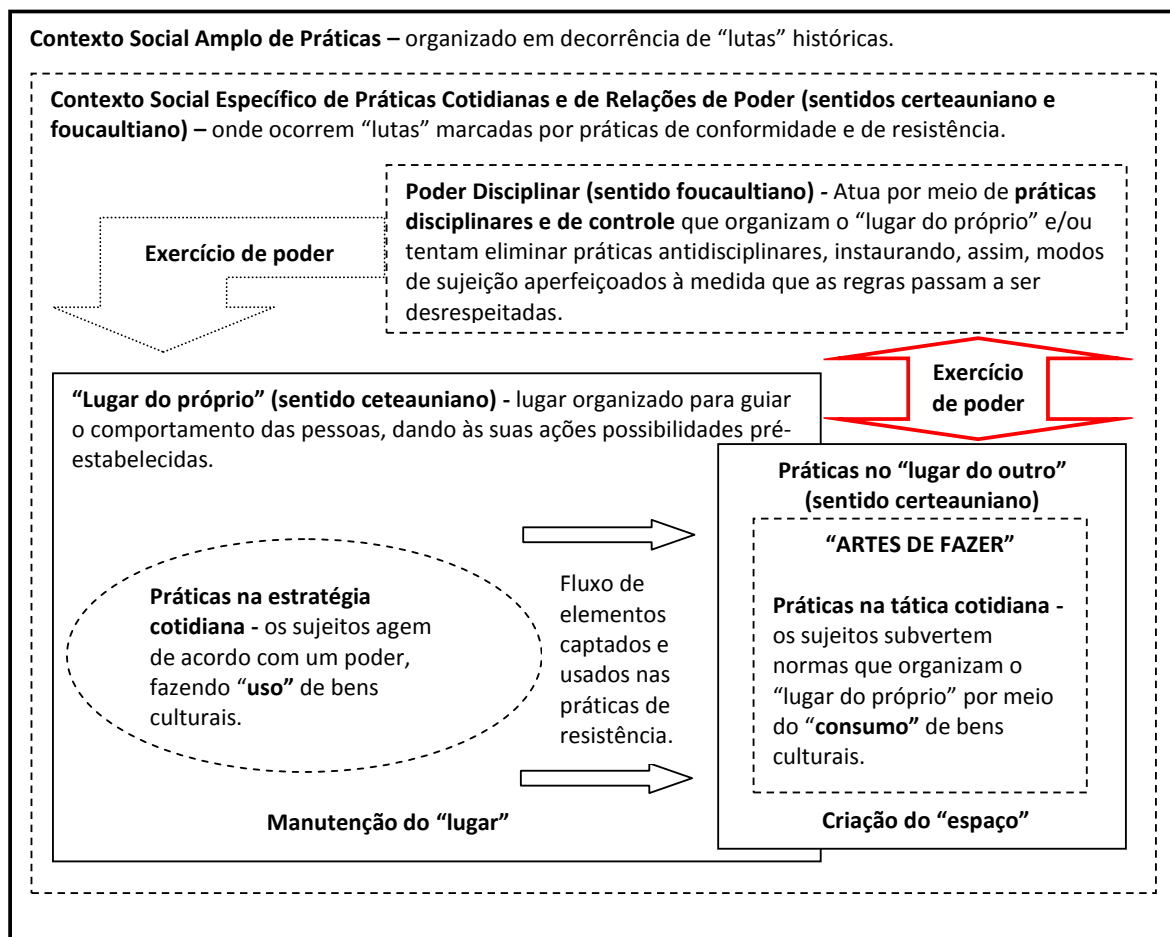 Contexto Social Amplo de Práticas – organizado em decorrência de “lutas” históricas.
Contexto Social Específico de Práticas Cotidianas e de Relações de Poder (sentidos certeauniano e
foucaultiano) – onde ocorrem “lutas” marcadas por práticas de conformidade e de resistência.
Poder Disciplinar (sentido foucaultiano) - Atua por meio de práticas
disciplinares e de controle que organizam o “lugar do próprio” e/ou
tentam eliminar práticas antidisciplinares, instaurando, assim, modos
de sujeição aperfeiçoados à medida que as regras passam a ser
desrespeitadas.
Exercício de poder
Exercício
de poder
“Lugar do próprio” (sentido ceteauniano) - lugar organizado para guiar
o comportamento das pessoas, dando às suas ações possibilidades pré-
estabelecidas.
Práticas na estratégia
cotidiana - os sujeitos agem
de acordo com um poder,
fazendo “uso” de bens
culturais.
Fluxo de
elementos
captados e
usados nas
práticas de
resistência.
Manutenção do “lugar”
Práticas no “lugar do outro”
(sentido certeauniano)
“ARTES DE FAZER”
Práticas na tática cotidiana -
os sujeitos subvertem
normas que organizam o
“lugar do próprio” por meio
do “consumo” de bens
culturais.
Criação do “espaço”